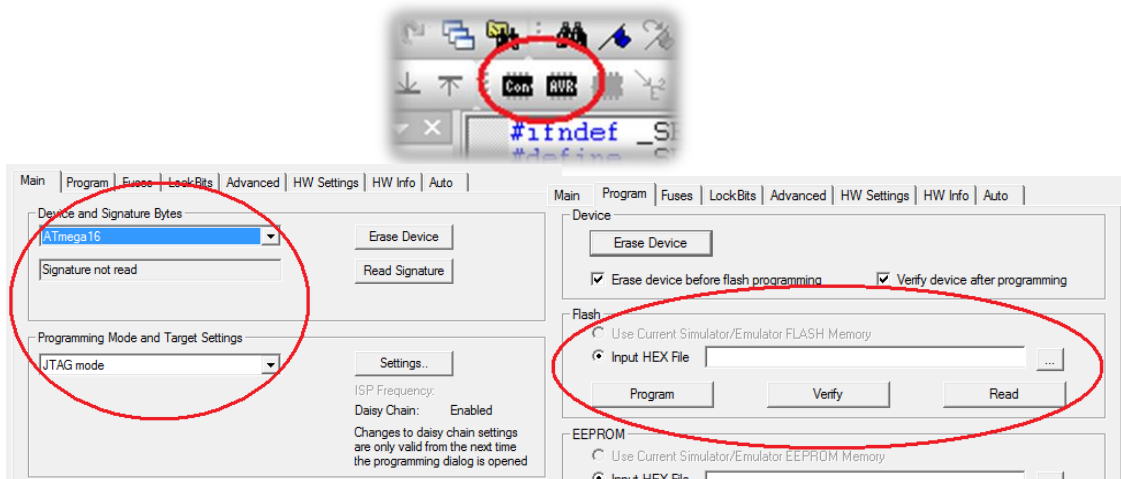 Con AVR
#ifndef _S
#define
Main Program Fuses LockBits Advanced HW Settings HW Info Auto
Device and Signature Bytes
ATmega16
Erase Device
Signature not read
Read Signature
Programming Mode and Target Settings
JTAG mode
Settings..
ISP Frequency:
Daisy Chain: Enabled
Changes to daisy chain settings
are only valid from the next time
the programming dialog is opened
Main Program Fuses LockBits Advanced HW Settings HW Info Auto
Device
Erase Device
Erase device before flash programming Verify device after programming
Flash
Use Current Simulator/Emulator FLASH Memory
Input HEX File ...
Program Verify Read
EEPROM
Use Current Simulator/Emulator EEPROM Memory
Input HEX File